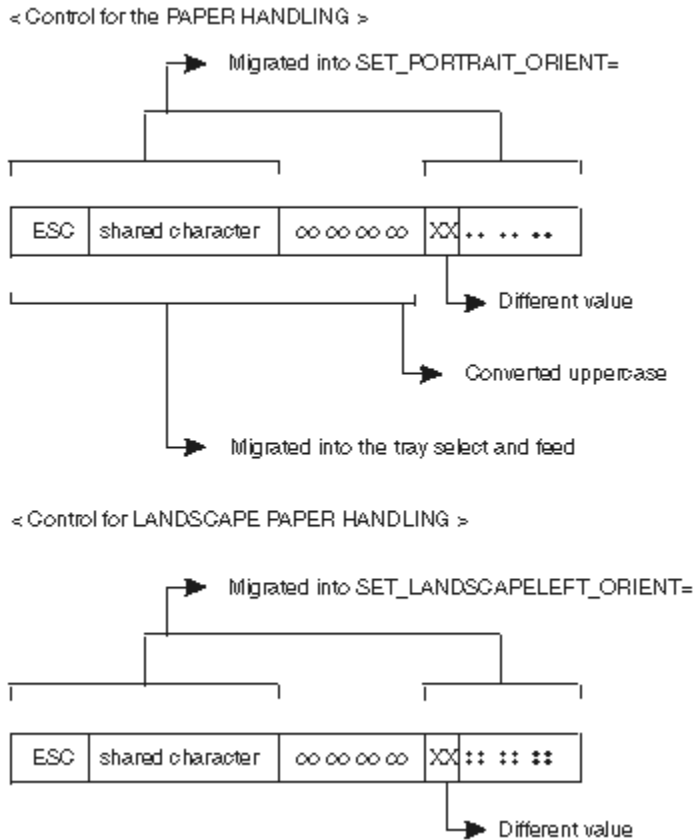 < Control for the PAPER HANDLING >
Migrated into SET_PORTRAIT_ORIENT=
ESC shared character ∞ ∞ ∞ ∞ XX .. .. ..
Different value
Converted uppercase
Migrated into the tray select and feed
< Control for LANDSCAPE PAPER HANDLING >
Migrated into SET_LANDSCAPELEFT_ORIENT=
ESC shared character ∞ ∞ ∞ ∞ XX :: :: ::
Different value